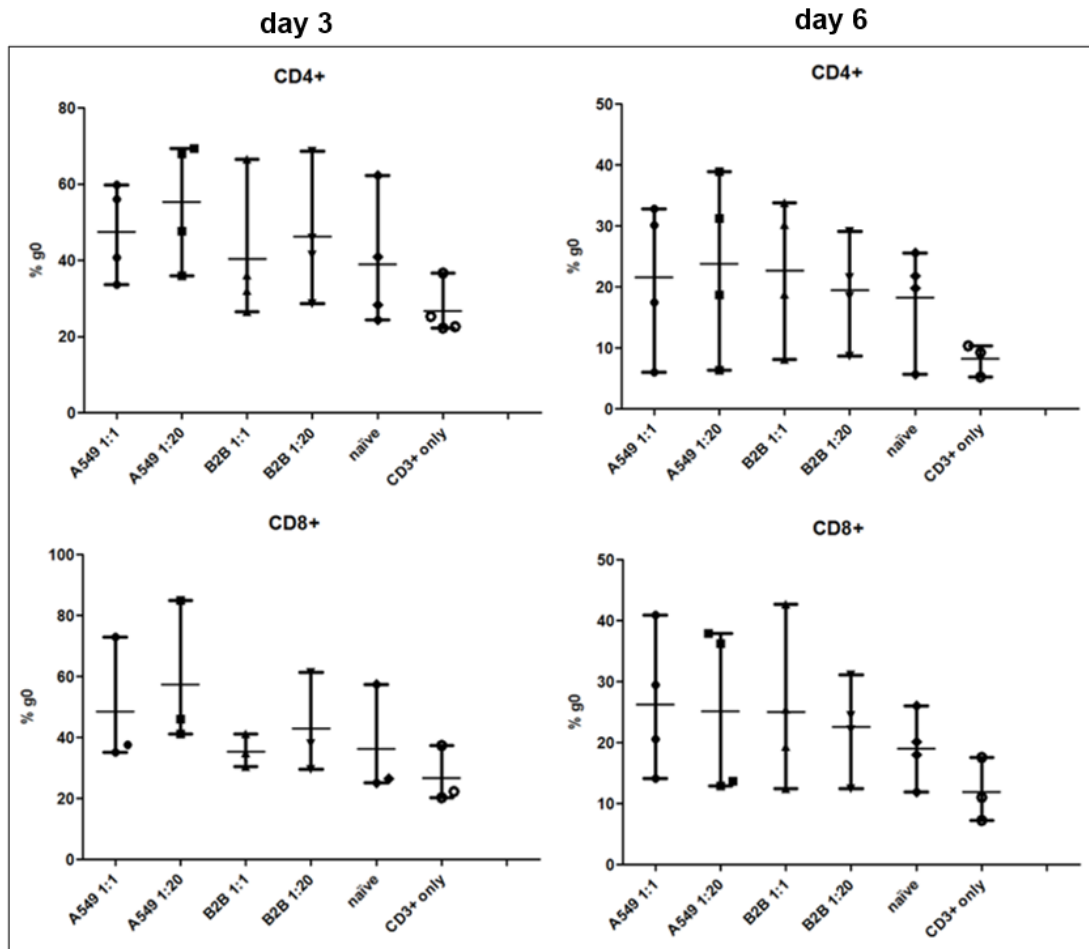 day 3
day 6
CD4+
80
60
40
20
0
% g0
A549 1:1
A549 1:20
B2B 1:1
B2B 1:20
naïve
CD3+ only
CD4+
50
40
30
20
10
0
% g0
A549 1:1
A549 1:20
B2B 1:1
B2B 1:20
naïve
CD3+ only
CD8+
100
80
60
40
20
0
% g0
A549 1:1
A549 1:20
B2B 1:1
B2B 1:20
naïve
CD3+ only
CD8+
50
40
30
20
10
0
% g0
A549 1:1
A549 1:20
B2B 1:1
B2B 1:20
naïve
CD3+ only